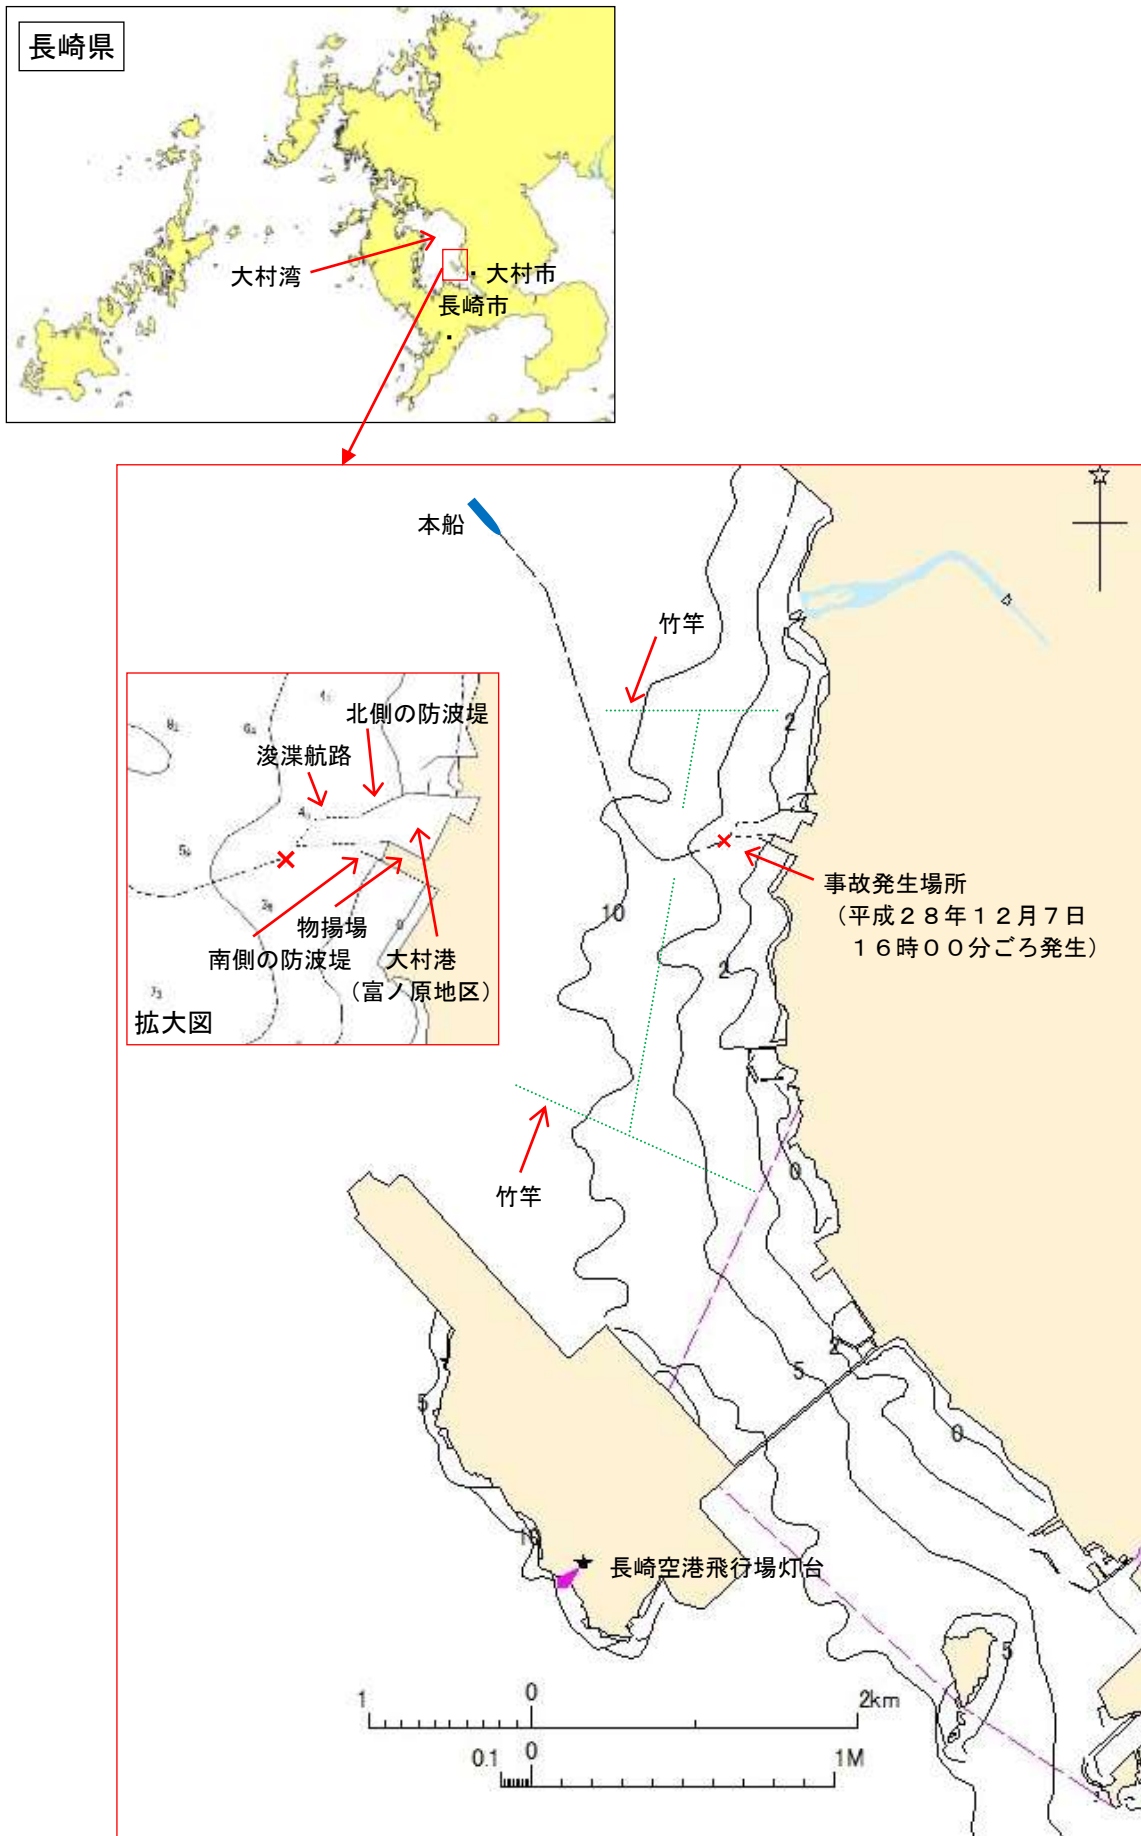 長崎県
大村湾
大村市
長崎市
本船
竹竿
2
北側の防波堤
浚渫航路
物揚場
南側の防波堤
大村港
（富ノ原地区）
拡大図
0
事故発生場所
（平成２８年１２月７日
１６時００分ごろ発生）
10
2
竹竿
0
2
5
5
0
10
長崎空港飛行場灯台
5
1 0 2km
0.1 0 1M